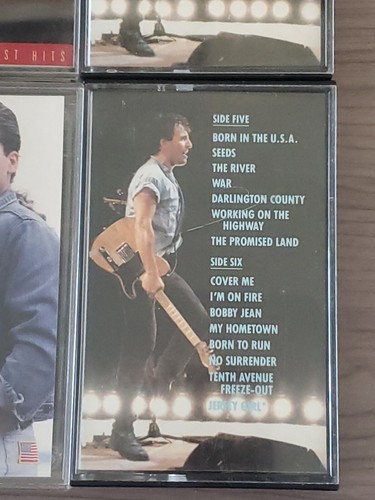 ST HITS
SIDE FIVE
BORN IN THE U.S.A.
SEEDS
THE RIVER
WAR
DARLINGTON COUNTY
WORKING ON THE
HIGHWAY
THE PROMISED LAND
SIDE SIX
COVER ME
I'M ON FIRE
BOBBY JEAN
MY HOMETOWN
BORN TO RUN
NO SURRENDER
TENTH AVENUE
FREEZE-OUT
JERSEY GIRL*